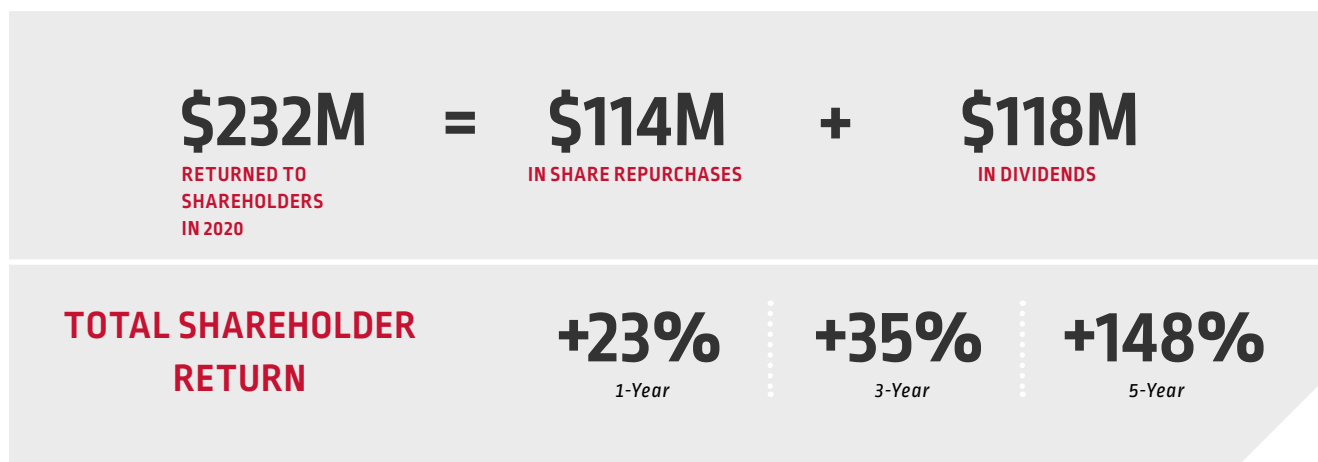 $232M = $114M + $118M
RETURNED TO
SHAREHOLDERS
IN 2020
IN SHARE REPURCHASES
IN DIVIDENDS
TOTAL SHAREHOLDER
RETURN
+23%
1-Year
+35%
3-Year
+148%
5-Year